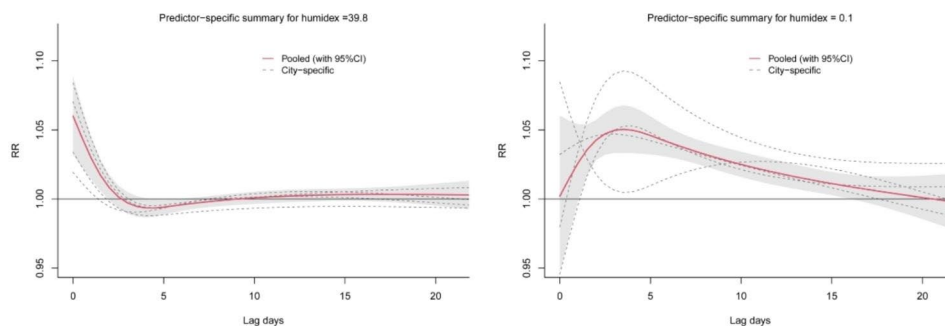 Predictor-specific summary for humidex =39.8
Pooled (with 95%CI)
City-specific
RR
1.10
1.05
1.00
0.95
0 5 10 15 20
Lag days
Predictor-specific summary for humidex = 0.1
Pooled (with 95%CI)
City-specific
RR
1.10
1.05
1.00
0.95
0 5 10 15 20
Lag days